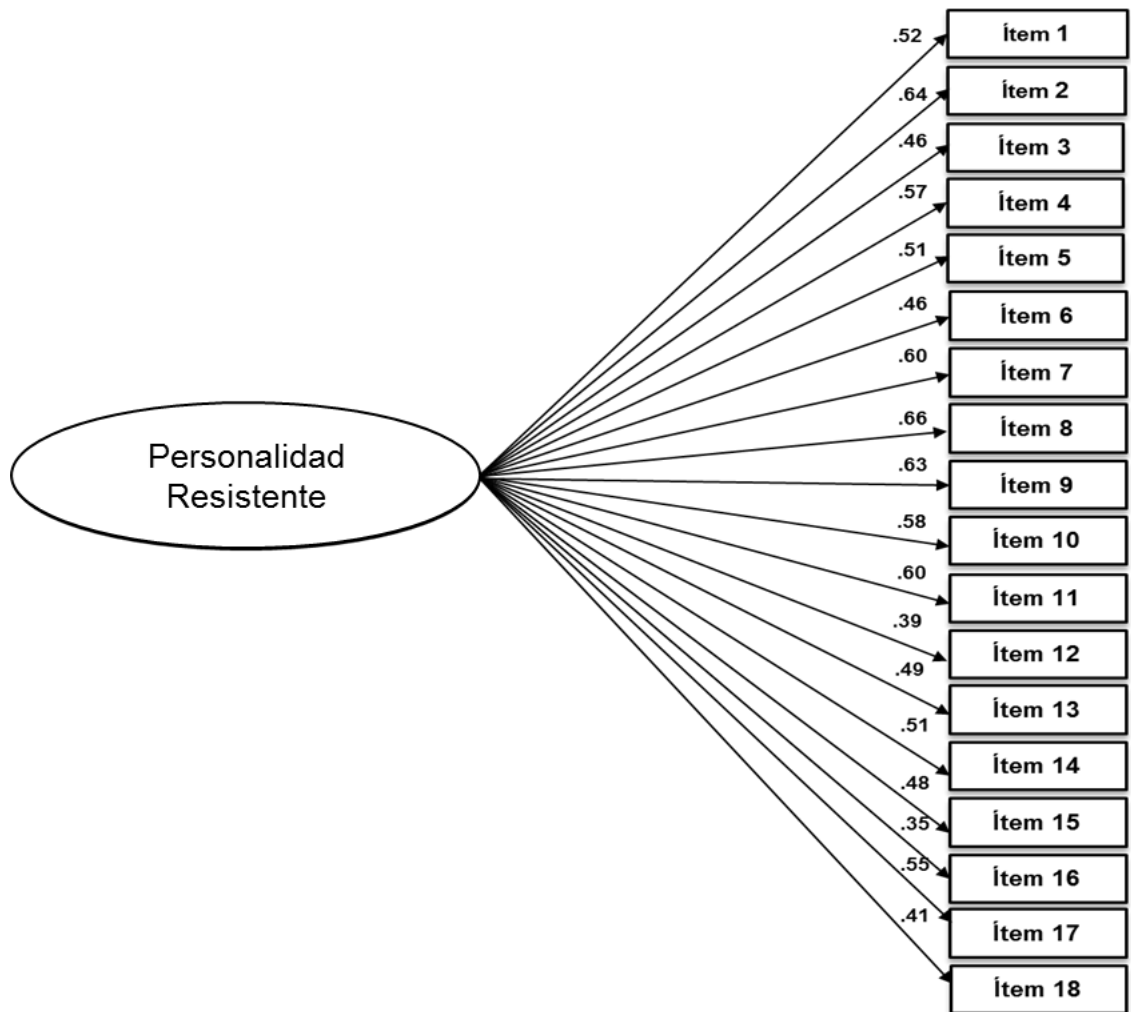 .52
Ítem 1
.64
Ítem 2
.46
Ítem 3
.57
Ítem 4
.51
Ítem 5
.46
Ítem 6
.60
Ítem 7
.66
Ítem 8
Personalidad
Resistente
.63
Ítem 9
.58
Ítem 10
.60
Ítem 11
.39
Ítem 12
.49
Ítem 13
.51
Ítem 14
.48
Ítem 15
.35
Ítem 16
.55
Ítem 17
.41
Ítem 18